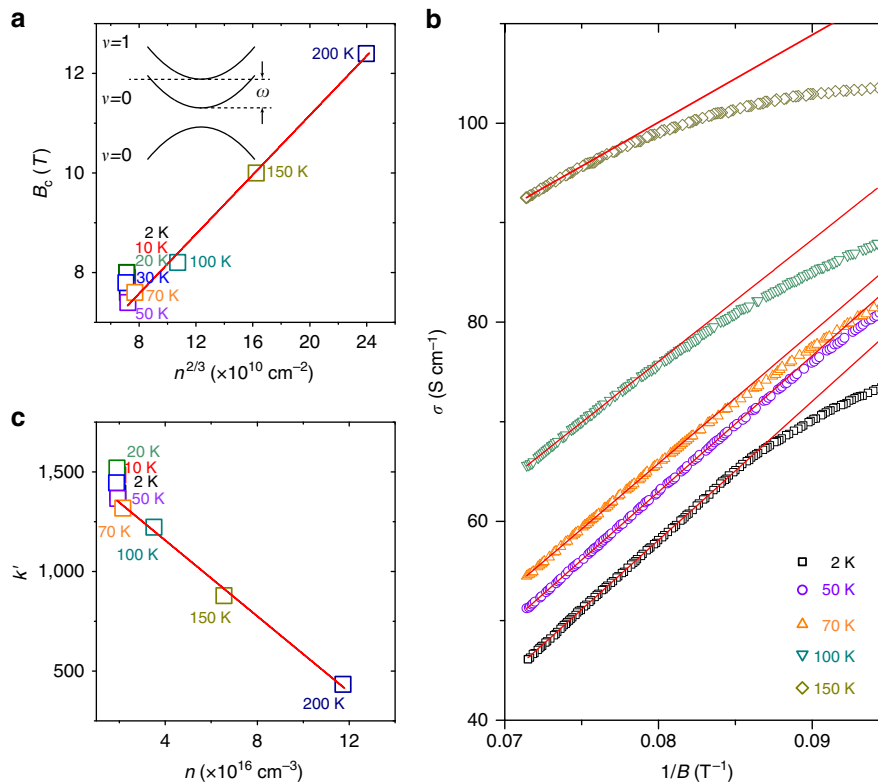 a
ν=1
ν=0
ν=0
ω
200 K
150 K
100 K
2 K
10 K
20 K
30 K
70 K
50 K
12
10
8
B_c (T)
4
8
12
16
20
24
n^{2/3} (×10^{10} cm^{−2})
b
100
80
60
40
σ (S cm^{−1})
2 K
50 K
70 K
100 K
150 K
0.07
0.08
0.09
1/B (T^{−1})
c
20 K
10 K
2 K
50 K
70 K
100 K
150 K
200 K
1,500
1,000
500
k′
4
8
12
n (×10^{16} cm^{−3})